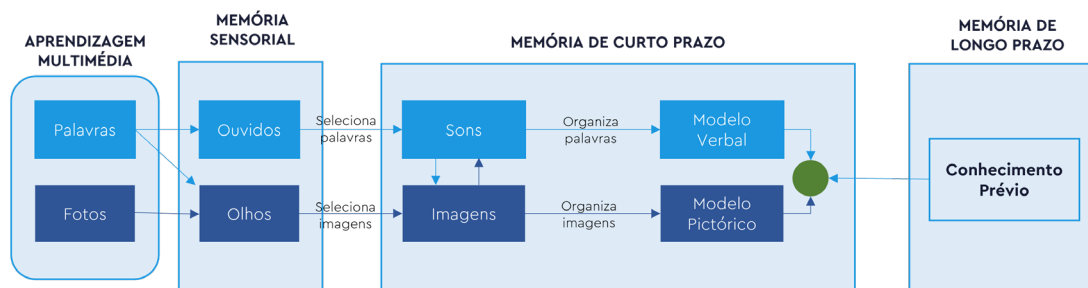 APRENDIZAGEM
MULTIMÉDIA
MEMÓRIA
SENSORIAL
MEMÓRIA DE CURTO PRAZO
MEMÓRIA DE
LONGO PRAZO
Palavras
Ouvidos
Seleciona
palavras
Sons
Organiza
palavras
Modelo
Verbal
Fotos
Olhos
Seleciona
imagens
Imagens
Organiza
imagens
Modelo
Pictórico
Conhecimento
Prévio